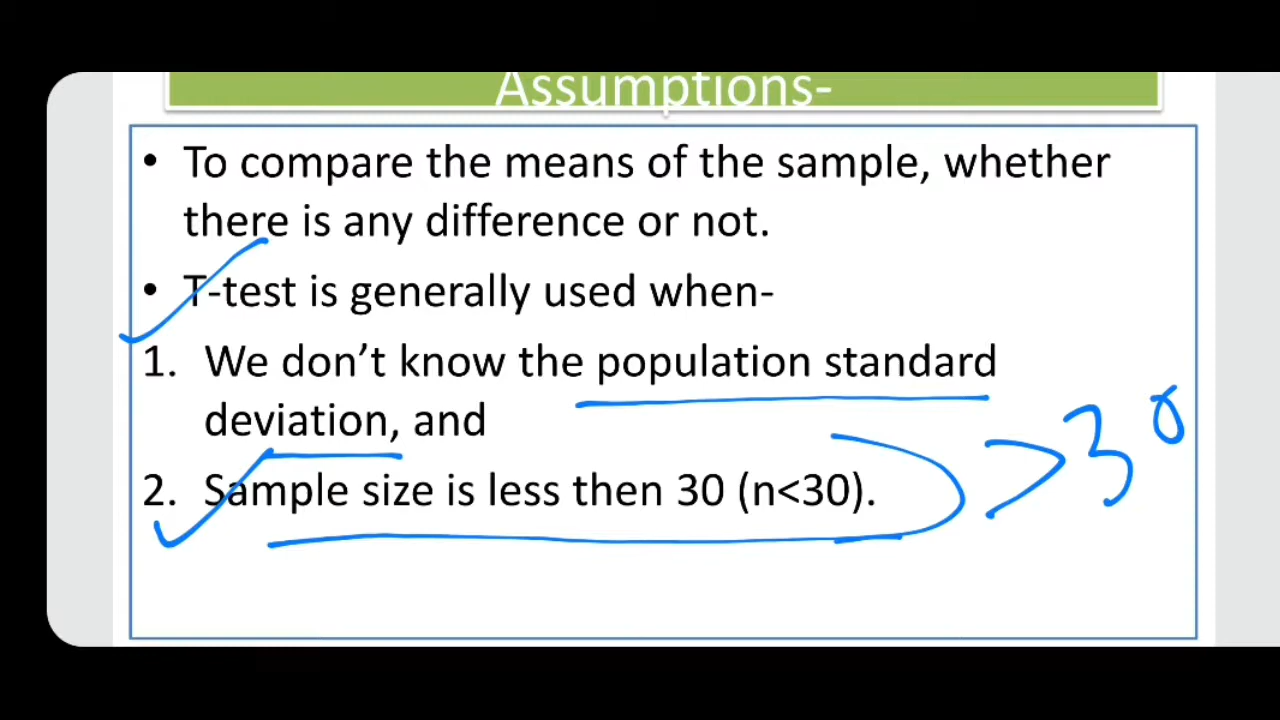 Assumptions-
• To compare the means of the sample, whether
there is any difference or not.
• T-test is generally used when-
1. We don’t know the population standard
deviation, and
2. Sample size is less then 30 (n<30).
>30